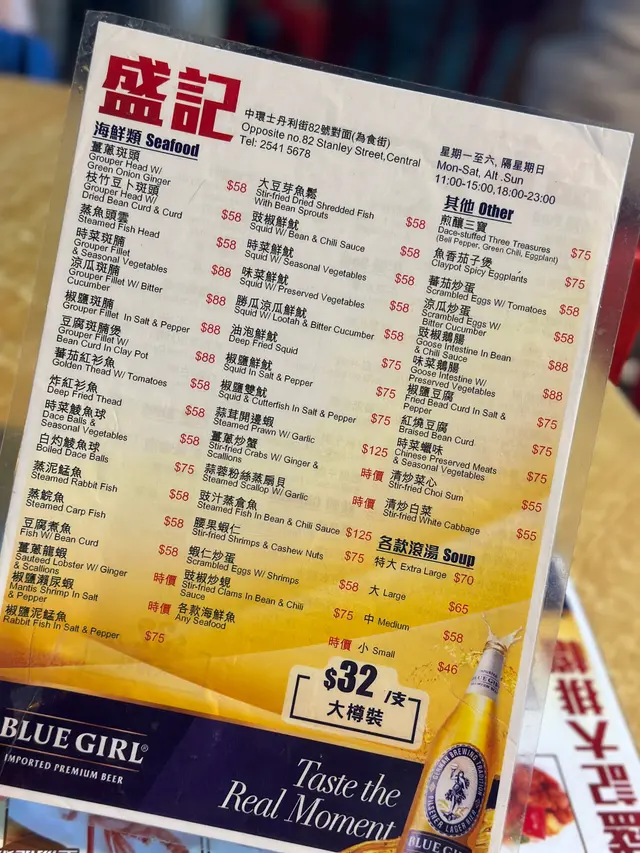 盛記
中環士丹利街82號對面(為食街)
Opposite no.82 Stanley Street,Central
Tel: 2541 5678
星期一至六, 隔星期日
Mon-Sat, Alt .Sun
11:00-15:00,18:00-23:00
海鮮類 Seafood
薑蔥斑頭
Grouper Head W/
Green Onion Ginger
$58
枝竹豆卜斑頭
Grouper Head W/
Dried Bean Curd & Curd
$58
蒸魚頭雲
Steamed Fish Head
$58
時菜斑腩
Grouper Fillet
& Seasonal Vegetables
$88
涼瓜斑腩
Grouper Fillet W/ Bitter
Cucumber
$88
椒鹽斑腩
Grouper Fillet In Salt & Pepper
$88
豆腐斑腩煲
Grouper Fillet W/
Bean Curd In Clay Pot
$88
蕃茄紅衫魚
Golden Thead W/ Tomatoes
$58
炸紅衫魚
Deep Fried Thead
$58
時菜鯪魚球
Dace Balls &
Seasonal Vegetables
$58
白灼鯪魚球
Boiled Dace Balls
$75
蒸泥鯭魚
Steamed Rabbit Fish
$58
蒸鯇魚
Steamed Carp Fish
$58
豆腐煮魚
Fish W/ Bean Curd
$58
薑蔥龍蝦
Sauteed Lobster W/ Ginger
& Scallions
時價
椒鹽瀨尿蝦
Mantis Shrimp In Salt
& Pepper
時價
椒鹽泥鯭魚
Rabbit Fish In Salt & Pepper
$75
大豆芽魚鬆
Stir-fried Dried Shredded Fish
With Bean Sprouts
$58
豉椒鮮魷
Squid W/ Bean & Chili Sauce
$58
時菜鮮魷
Squid W/ Seasonal Vegetables
$58
味菜鮮魷
Squid W/ Preserved Vegetables
$58
勝瓜涼瓜鮮魷
Squid W/ Lootah & Bitter Cucumber
$58
油泡鮮魷
Deep Fried Squid
$75
椒鹽鮮魷
Squid In Salt & Pepper
$75
椒鹽雙魷
Squid & Cutterfish In Salt & Pepper
$75
蒜茸開邊蝦
Steamed Prawn W/ Garlic
$125
薑蔥炒蟹
Stir-fried Crabs W/ Ginger &
Scallions
時價
蒜蓉粉絲蒸扇貝
Steamed Scallop W/ Garlic
時價
豉汁蒸倉魚
Steamed Fish In Bean & Chili Sauce
$125
腰果蝦仁
Stir-fried Shrimps & Cashew Nuts
$75
蝦仁炒蛋
Scrambled Eggs W/ Shrimps
$58
豉椒炒蜆
Stir-fried Clams In Bean & Chili
Sauce
$75
各款海鮮魚
Any Seafood
時價
其他 Other
煎釀三寶
Dace-stuffed Three Treasures
(Bell Pepper, Green Chili, Eggplant)
$75
魚香茄子煲
Claypot Spicy Eggplants
$75
蕃茄炒蛋
Scrambled Eggs W/ Tomatoes
$58
涼瓜炒蛋
Scrambled Eggs W/
Bitter Cucumber
$58
豉椒鵝腸
Goose Intestine In Bean
& Chili Sauce
$88
味菜鵝腸
Goose Intestine W/
Preserved Vegetables
$88
椒鹽豆腐
Fried Bead Curd In Salt &
Pepper
$75
紅燒豆腐
Braised Bean Curd
$75
時菜蠟味
Chinese Preserved Meats
& Seasonal Vegetables
$75
清炒菜心
Stir-fried Choi Sum
$55
清炒白菜
Stir-fried White Cabbage
$55
各款滾湯 Soup
特大 Extra Large $70
大 Large $65
中 Medium $58
小 Small $46
$32 /支
大樽裝
BLUE GIRL®
IMPORTED PREMIUM BEER
Taste the
Real Moment
BLUE GIRL
GERMAN BREWING TRADITION
PILSENER LAGER BIER
BLUE GIRL
盛記大排檔